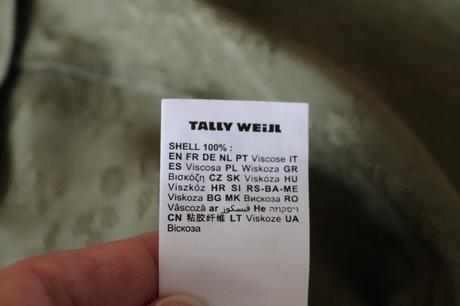 TALLY WEiJL
SHELL 100% :
EN FR DE NL PT Viscose IT
ES Viscosa PL Wiskoza GR
Βισκόζη CZ SK Viskóza HU
Viszkóz HR SI RS-BA-ME
Viskoza BG MK Вискоза RO
Vâscoză ar فيسكوز He ויסקוזה
CN 粘胶纤维 LT Viskozė UA
Віскоза